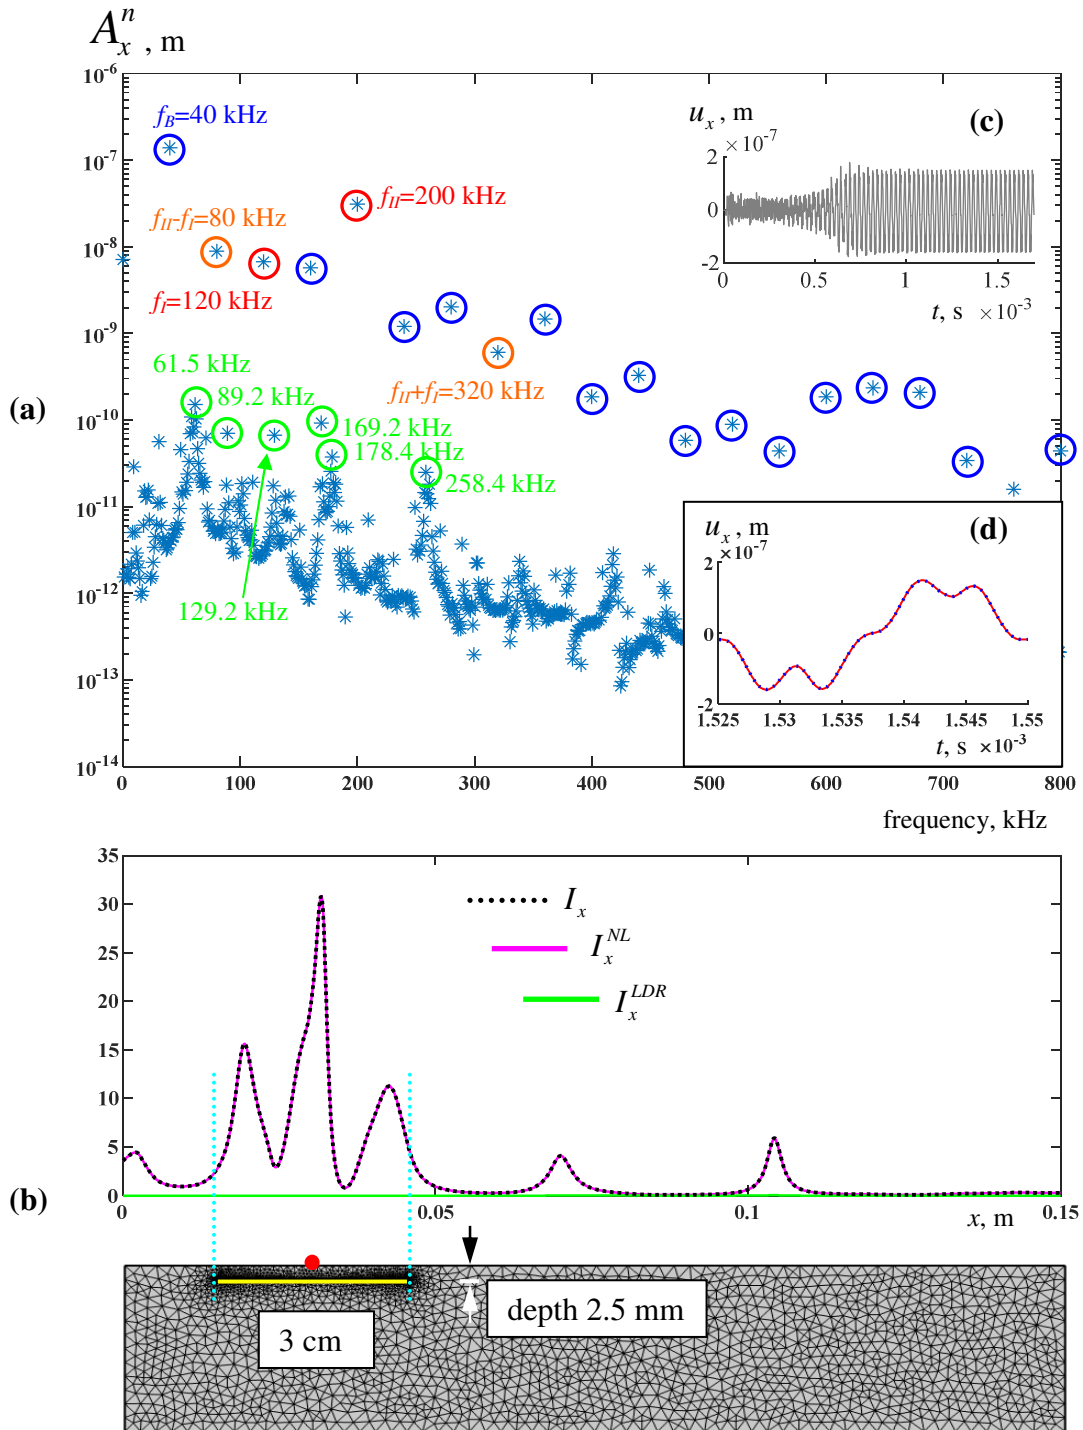 A_x^n , m
10^-6
10^-7
10^-8
10^-9
10^-10
10^-11
10^-12
10^-13
10^-14
(a)
f_B=40 kHz
f_II-f_I=80 kHz
f_I=120 kHz
f_II=200 kHz
f_II+f_I=320 kHz
61.5 kHz
89.2 kHz
169.2 kHz
178.4 kHz
258.4 kHz
129.2 kHz
(c)
u_x , m
×10^-7
2
0
-2
0 0.5 1 1.5
t, s ×10^-3
(d)
u_x , m
×10^-7
2
0
-2
1.525 1.53 1.535 1.54 1.545 1.55
t, s ×10^-3
0 100 200 300 400 500 600 700 800
frequency, kHz
(b)
35
30
25
20
15
10
5
0
I_x
I_x^NL
I_x^LDR
0 0.05 0.1 0.15
x, m
3 cm
depth 2.5 mm